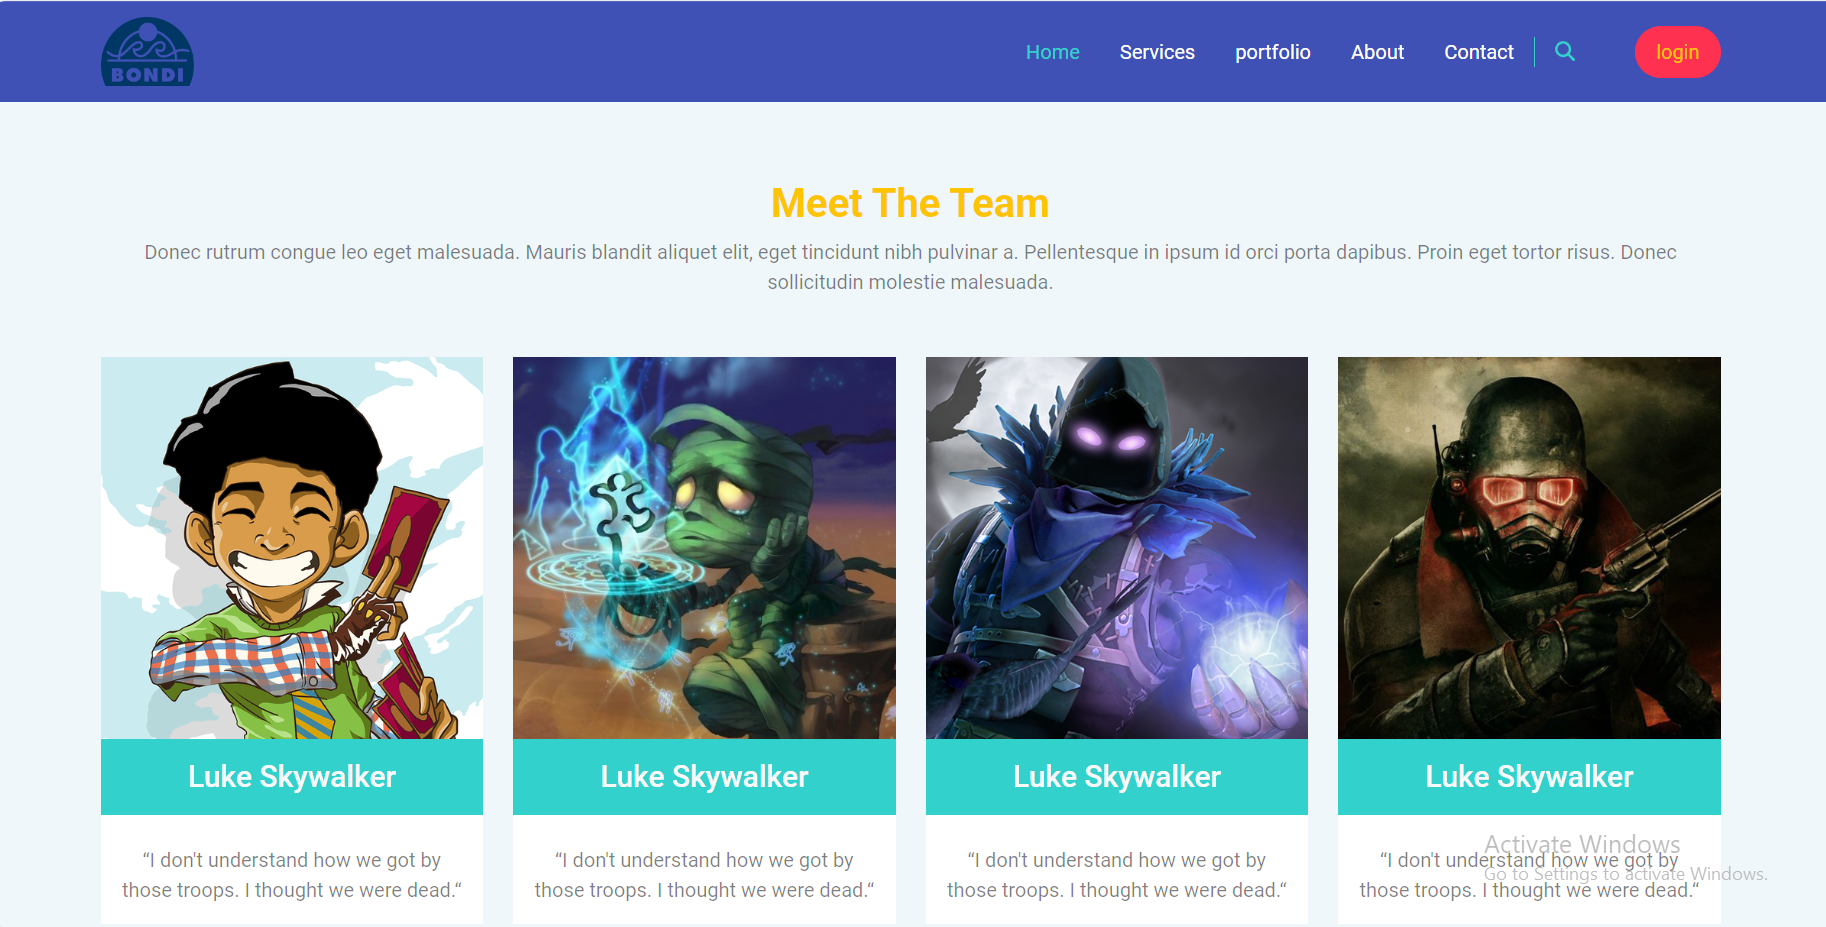 BONDI
Home Services portfolio About Contact login
Meet The Team
Donec rutrum congue leo eget malesuada. Mauris blandit aliquet elit, eget tincidunt nibh pulvinar a. Pellentesque in ipsum id orci porta dapibus. Proin eget tortor risus. Donec
sollicitudin molestie malesuada.
Luke Skywalker
“I don't understand how we got by
those troops. I thought we were dead.“
Luke Skywalker
“I don't understand how we got by
those troops. I thought we were dead.“
Luke Skywalker
“I don't understand how we got by
those troops. I thought we were dead.“
Luke Skywalker
“I don't understand how we got by
those troops. I thought we were dead.“
Activate Windows
Go to Settings to activate Windows.